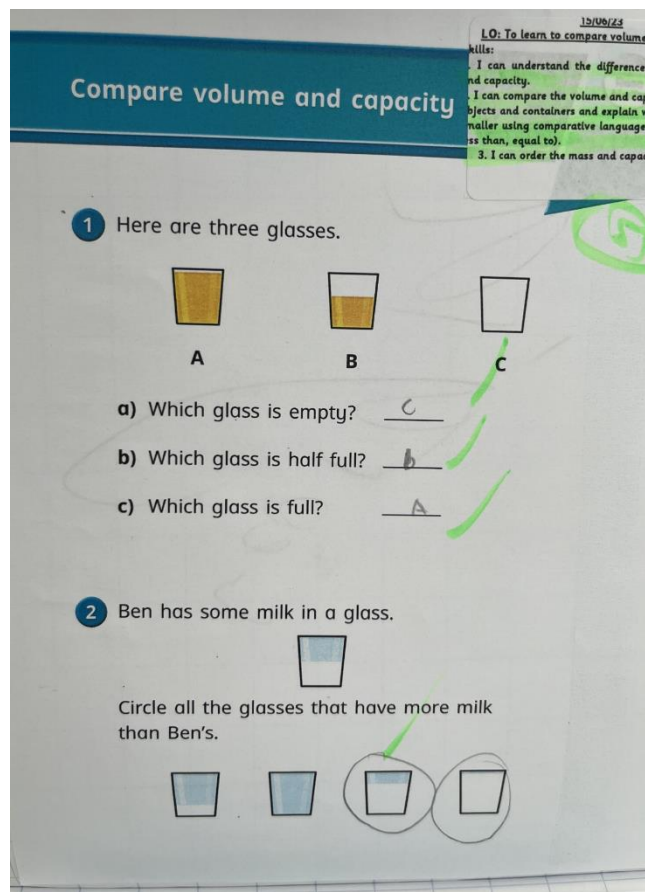 15/06/23
LO: To learn to compare volume
kills:
. I can understand the difference
nd capacity.
. I can compare the volume and cap
bjects and containers and explain w
maller using comparative language
ss than, equal to).
3. I can order the mass and capa
Compare volume and capacity
1 Here are three glasses.
A B C
a) Which glass is empty? C
b) Which glass is half full? b
c) Which glass is full? A
2 Ben has some milk in a glass.
Circle all the glasses that have more milk
than Ben's.